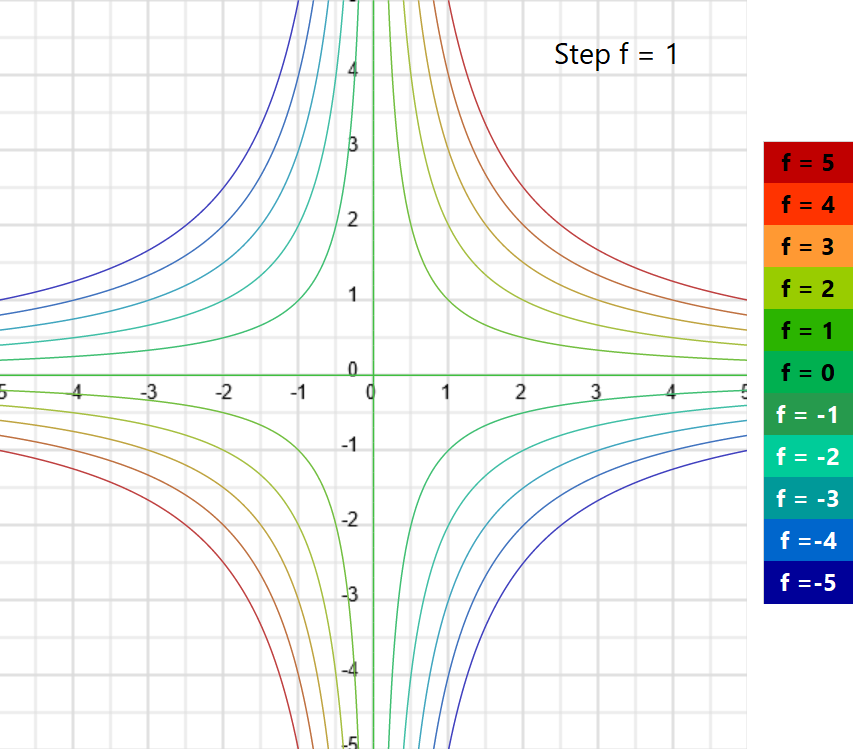 Step f = 1
4
3
2
1
0
5 -4 -3 -2 -1 0 1 2 3 4 5
-1
-2
-3
-4
-5
f = 5
f = 4
f = 3
f = 2
f = 1
f = 0
f = -1
f = -2
f = -3
f =-4
f =-5